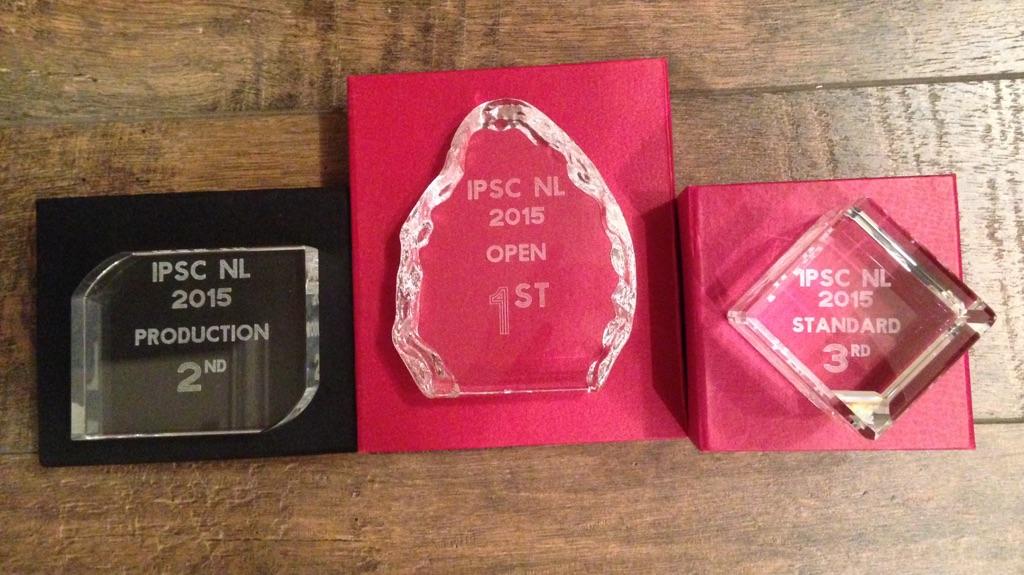 IPSC NL
2015
PRODUCTION
2ND
IPSC NL
2015
OPEN
1ST
IPSC NL
2015
STANDARD
3RD